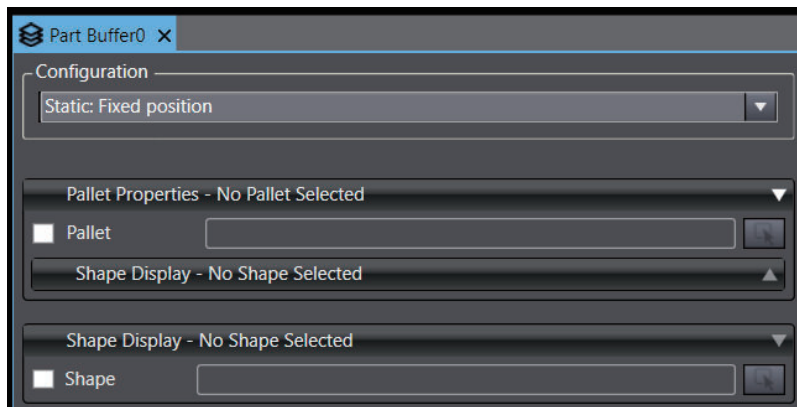 Part Buffer0
Configuration
Static: Fixed position
Pallet Properties - No Pallet Selected
Pallet
Shape Display - No Shape Selected
Shape Display - No Shape Selected
Shape